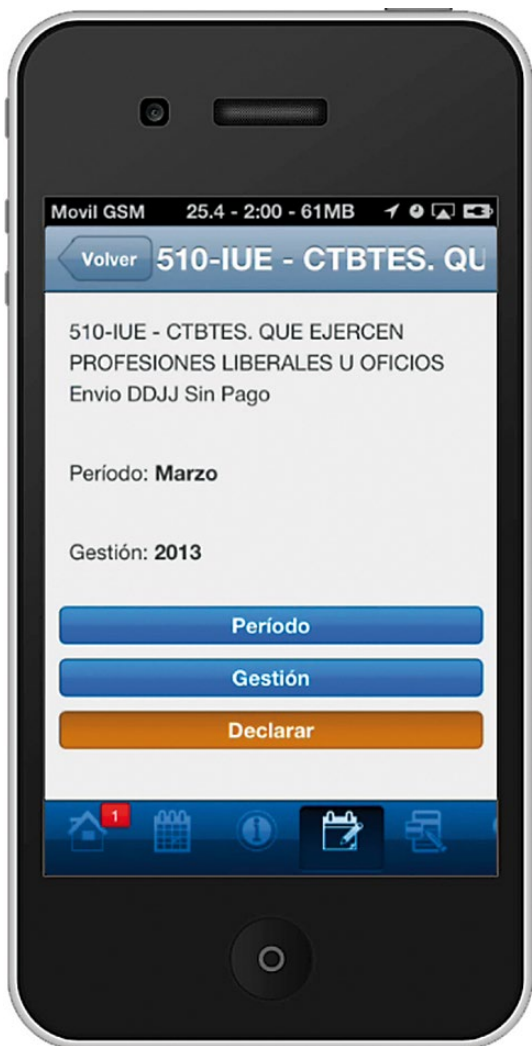 Movil GSM 25.4 - 2:00 - 61MB
Volver 510-IUE - CTBTES. QU
510-IUE - CTBTES. QUE EJERCEN
PROFESIONES LIBERALES U OFICIOS
Envio DDJJ Sin Pago
Período: Marzo
Gestión: 2013
Período
Gestión
Declarar
1